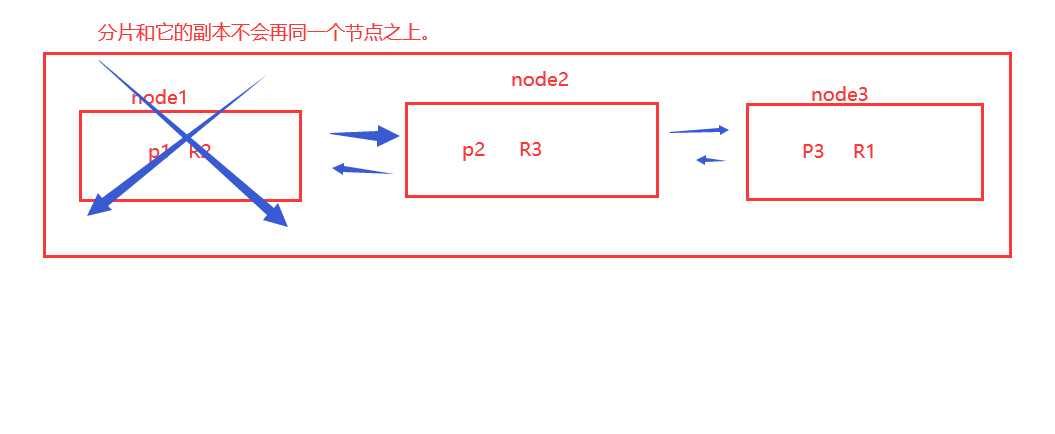 分片和它的副本不会再同一个节点之上。
node1
node2
node3
p1 R2
p2 R3
P3 R1